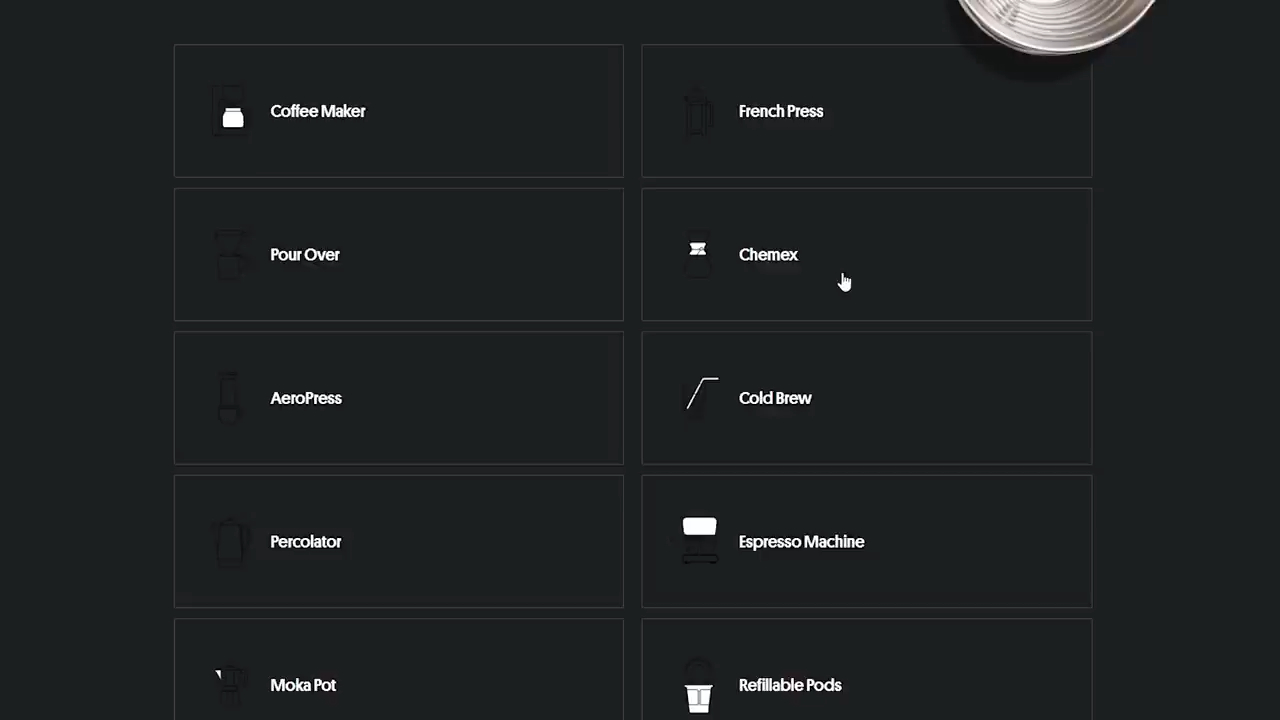 Coffee Maker
French Press
Pour Over
Chemex
AeroPress
Cold Brew
Percolator
Espresso Machine
Moka Pot
Refillable Pods